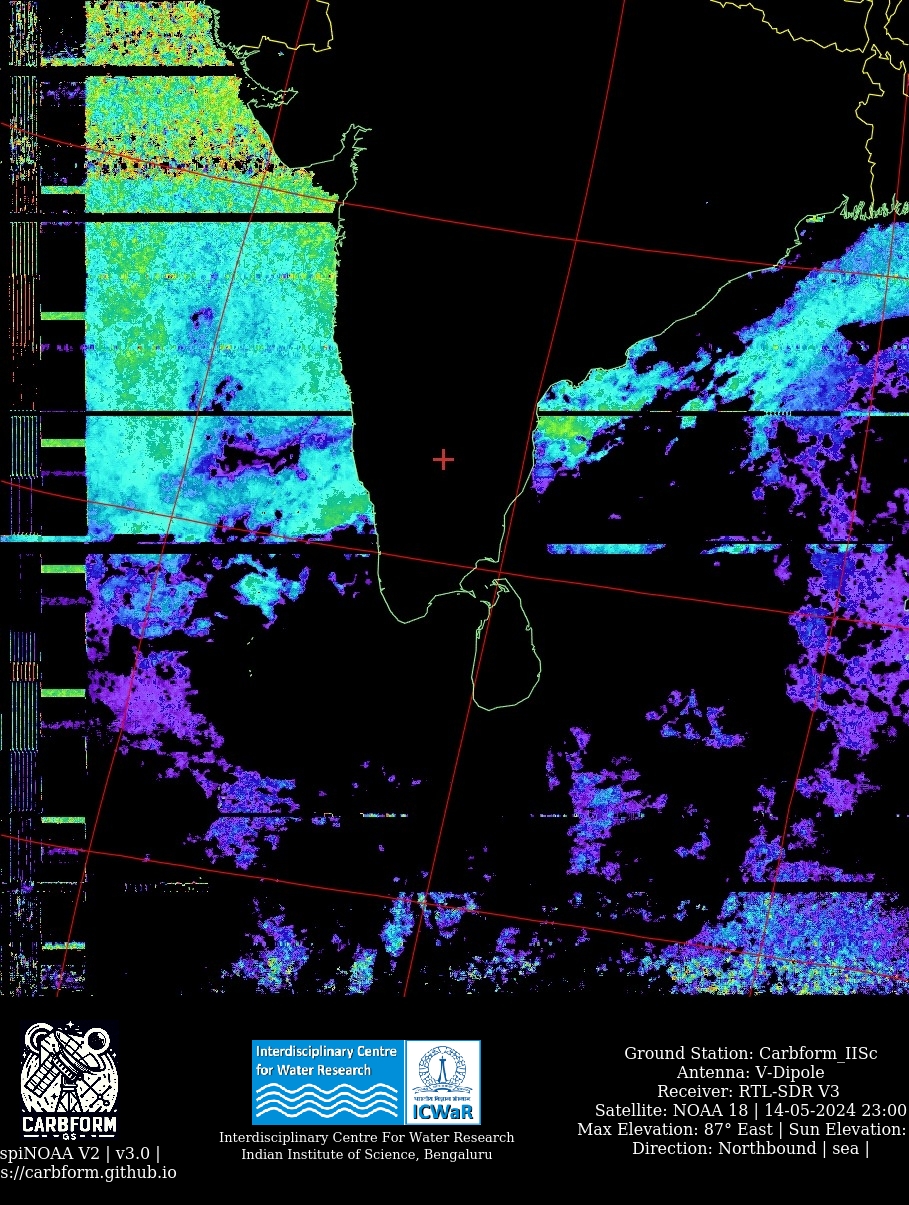 Interdisciplinary Centre
for Water Research
ICWaR
CARBFORM
GS
spiNOAA V2 | v3.0 |
s://carbform.github.io
Interdisciplinary Centre For Water Research
Indian Institute of Science, Bengaluru
Ground Station: Carbform_IISc
Antenna: V-Dipole
Receiver: RTL-SDR V3
Satellite: NOAA 18 | 14-05-2024 23:00
Max Elevation: 87° East | Sun Elevation:
Direction: Northbound | sea |